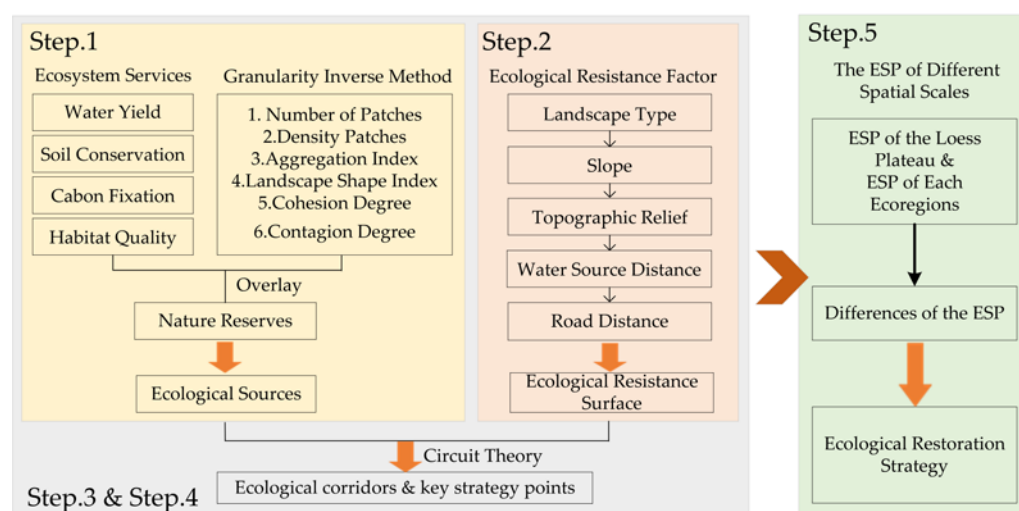 Step.1
Ecosystem Services
Water Yield
Soil Conservation
Cabon Fixation
Habitat Quality
Granularity Inverse Method
1. Number of Patches
2.Density Patches
3.Aggregation Index
4.Landscape Shape Index
5.Cohesion Degree
6.Contagion Degree
Overlay
Nature Reserves
Ecological Sources
Step.2
Ecological Resistance Factor
Landscape Type
Slope
Topographic Relief
Water Source Distance
Road Distance
Ecological Resistance
Surface
Circuit Theory
Ecological corridors & key strategy points
Step.3 & Step.4
Step.5
The ESP of Different
Spatial Scales
ESP of the Loess
Plateau &
ESP of Each
Ecoregions
Differences of the ESP
Ecological Restoration
Strategy